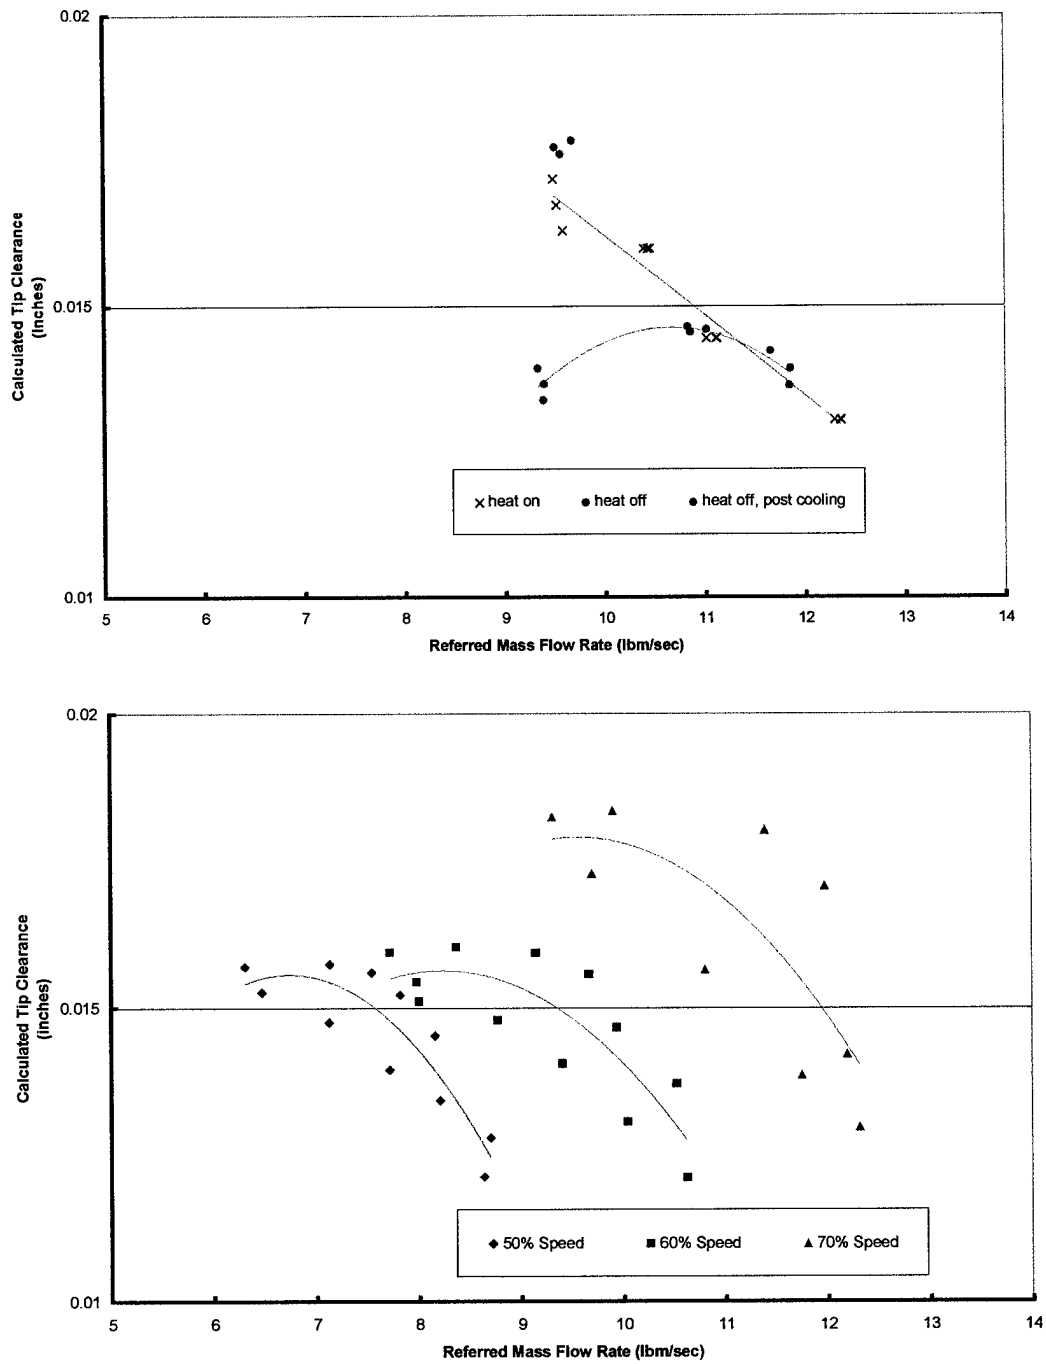 0.02
0.015
0.01
Calculated Tip Clearance
(Inches)
5 6 7 8 9 10 11 12 13 14
Referred Mass Flow Rate (lbm/sec)
heat on heat off heat off, post cooling
0.02
0.015
0.01
Calculated Tip Clearance
(inches)
5 6 7 8 9 10 11 12 13 14
Referred Mass Flow Rate (lbm/sec)
50% Speed 60% Speed 70% Speed